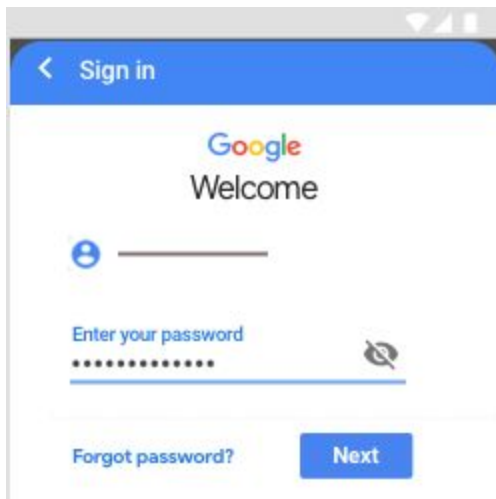 Sign in
Google
Welcome
Enter your password
•••••••••••••
Forgot password?
Next